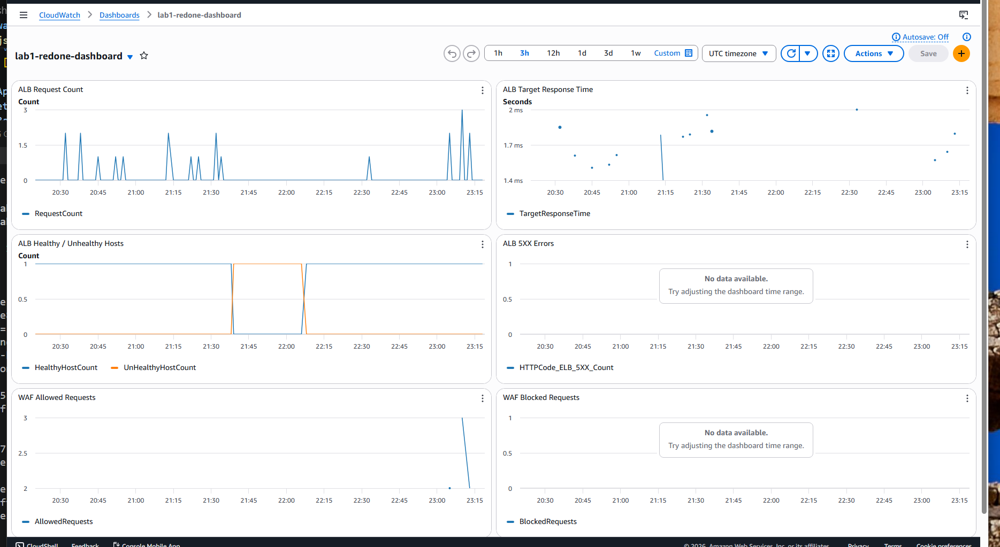 CloudWatch > Dashboards > lab1-redone-dashboard
Autosave: Off
lab1-redone-dashboard
1h 3h 12h 1d 3d 1w Custom
UTC timezone
Actions
Save
ALB Request Count
Count
3
1.5
0
20:30 20:45 21:00 21:15 21:30 21:45 22:00 22:15 22:30 22:45 23:00 23:15
RequestCount
ALB Target Response Time
Seconds
2 ms
1.7 ms
1.4 ms
20:30 20:45 21:00 21:15 21:30 21:45 22:00 22:15 22:30 22:45 23:00 23:15
TargetResponseTime
ALB Healthy / Unhealthy Hosts
Count
1
0.5
0
20:30 20:45 21:00 21:15 21:30 21:45 22:00 22:15 22:30 22:45 23:00 23:15
HealthyHostCount UnHealthyHostCount
ALB 5XX Errors
1
No data available.
Try adjusting the dashboard time range.
0.5
0
20:30 20:45 21:00 21:15 21:30 21:45 22:00 22:15 22:30 22:45 23:00 23:15
HTTPCode_ELB_5XX_Count
WAF Allowed Requests
3
2.5
2
20:30 20:45 21:00 21:15 21:30 21:45 22:00 22:15 22:30 22:45 23:00 23:15
AllowedRequests
WAF Blocked Requests
1
No data available.
Try adjusting the dashboard time range.
0.5
0
20:30 20:45 21:00 21:15 21:30 21:45 22:00 22:15 22:30 22:45 23:00 23:15
BlockedRequests
CloudShell Feedback Console Mobile App © 2026, Amazon Web Services, Inc. or its affiliates. Privacy Terms Cookie preferences